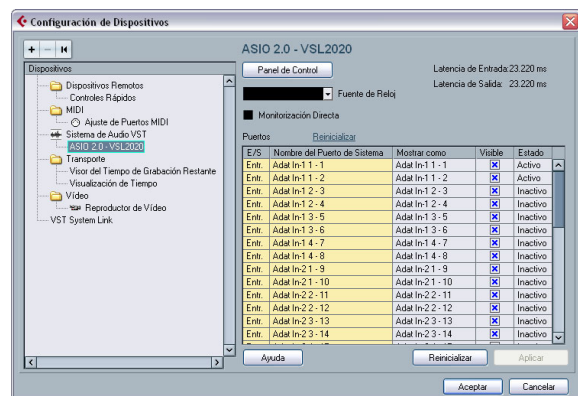 Configuración de Dispositivos
+ - |◄
Dispositivos
Dispositivos Remotos
Controles Rápidos
MIDI
Ajuste de Puertos MIDI
Sistema de Audio VST
ASIO 2.0 - VSL2020
Transporte
Visor del Tiempo de Grabación Restante
Visualización de Tiempo
Vídeo
Reproductor de Vídeo
VST System Link
ASIO 2.0 - VSL2020
Panel de Control Latencia de Entrada: 23.220 ms
Latencia de Salida: 23.220 ms
Fuente de Reloj
Monitorización Directa
Puertos Reinicializar
E/S Nombre del Puerto de Sistema Mostrar como Visible Estado
Entr. Adat In-1 1 - 1 Adat In-1 1 - 1 Activo
Entr. Adat In-1 1 - 2 Adat In-1 1 - 2 Activo
Entr. Adat In-1 2 - 3 Adat In-1 2 - 3 Inactivo
Entr. Adat In-1 2 - 4 Adat In-1 2 - 4 Inactivo
Entr. Adat In-1 3 - 5 Adat In-1 3 - 5 Inactivo
Entr. Adat In-1 3 - 6 Adat In-1 3 - 6 Inactivo
Entr. Adat In-1 4 - 7 Adat In-1 4 - 7 Inactivo
Entr. Adat In-1 4 - 8 Adat In-1 4 - 8 Inactivo
Entr. Adat In-2 1 - 9 Adat In-2 1 - 9 Inactivo
Entr. Adat In-2 1 - 10 Adat In-2 1 - 10 Inactivo
Entr. Adat In-2 2 - 11 Adat In-2 2 - 11 Inactivo
Entr. Adat In-2 2 - 12 Adat In-2 2 - 12 Inactivo
Entr. Adat In-2 3 - 13 Adat In-2 3 - 13 Inactivo
Entr. Adat In-2 3 - 14 Adat In-2 3 - 14 Inactivo
Ayuda Reinicializar Aplicar
Aceptar Cancelar